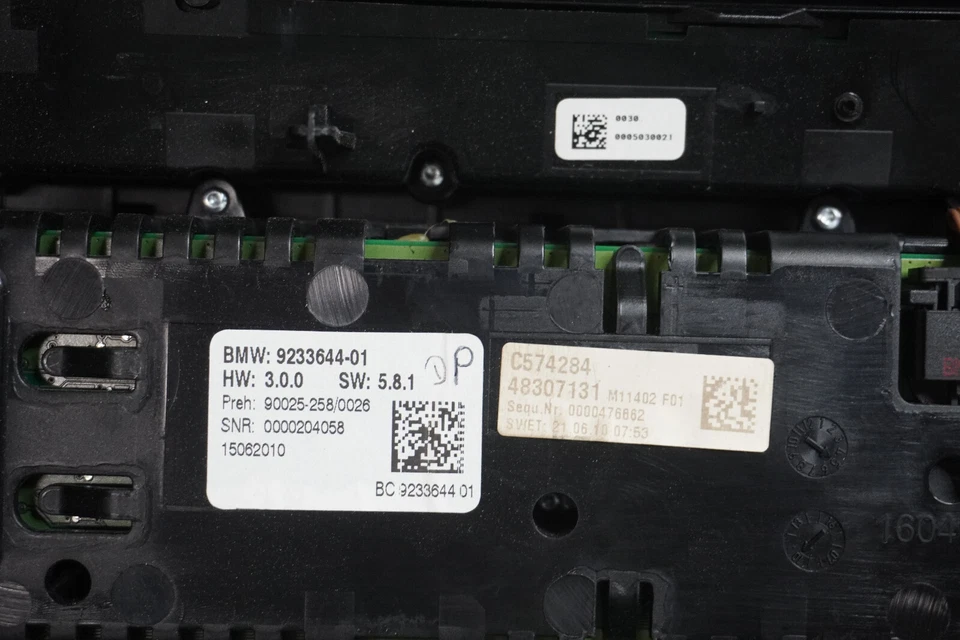 0030
0005030021
BMW: 9233644-01
HW: 3.0.0 SW: 5.8.1
Preh: 90025-258/0026
SNR: 0000204058
15062010
BC 9233644 01
C574284
48307131 M11402 F01
Sequ.Nr. 0000476662
SWET: 21.06.10 07:53
1604